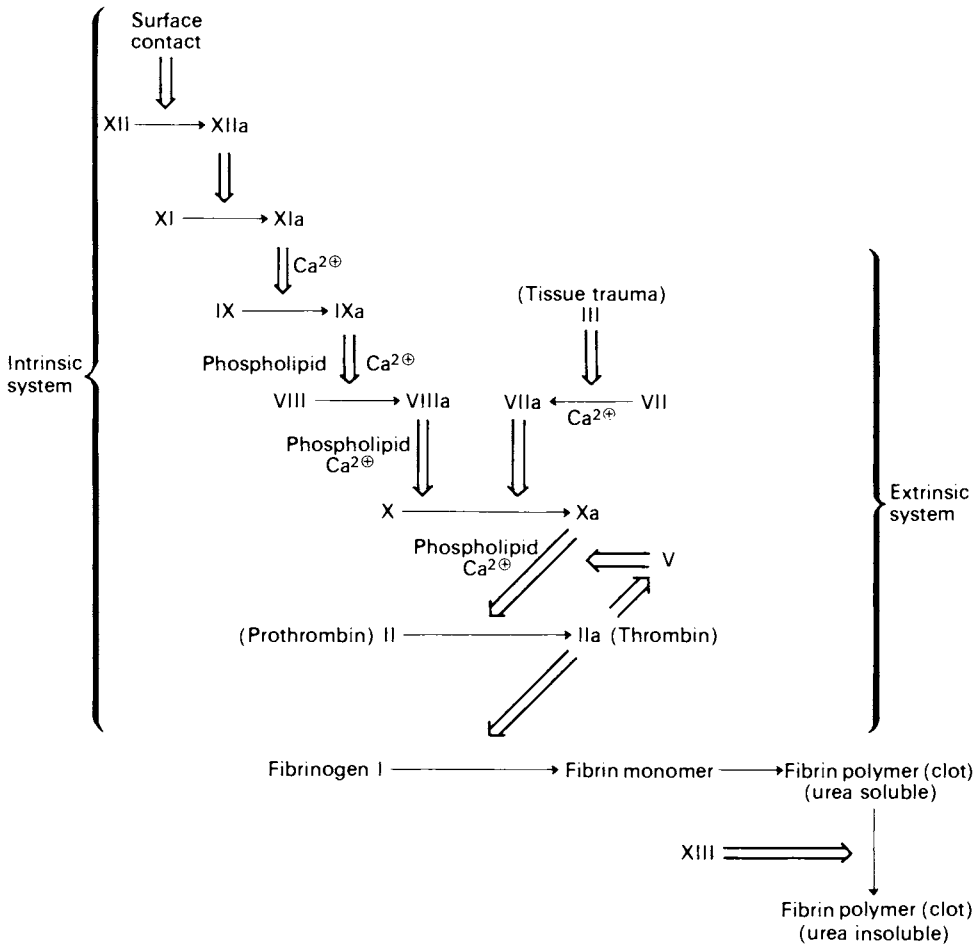 Surface
contact
XII XIIa
XI XIa
Ca²⊕
IX IXa
(Tissue trauma)
III
Phospholipid Ca²⊕
Intrinsic
system
VIII VIIIa VIIa VII
Ca²⊕
Phospholipid
Ca²⊕
Extrinsic
system
X Xa
Phospholipid
Ca²⊕
V
(Prothrombin) II IIa (Thrombin)
Fibrinogen I Fibrin monomer Fibrin polymer (clot)
(urea soluble)
XIII
Fibrin polymer (clot)
(urea insoluble)